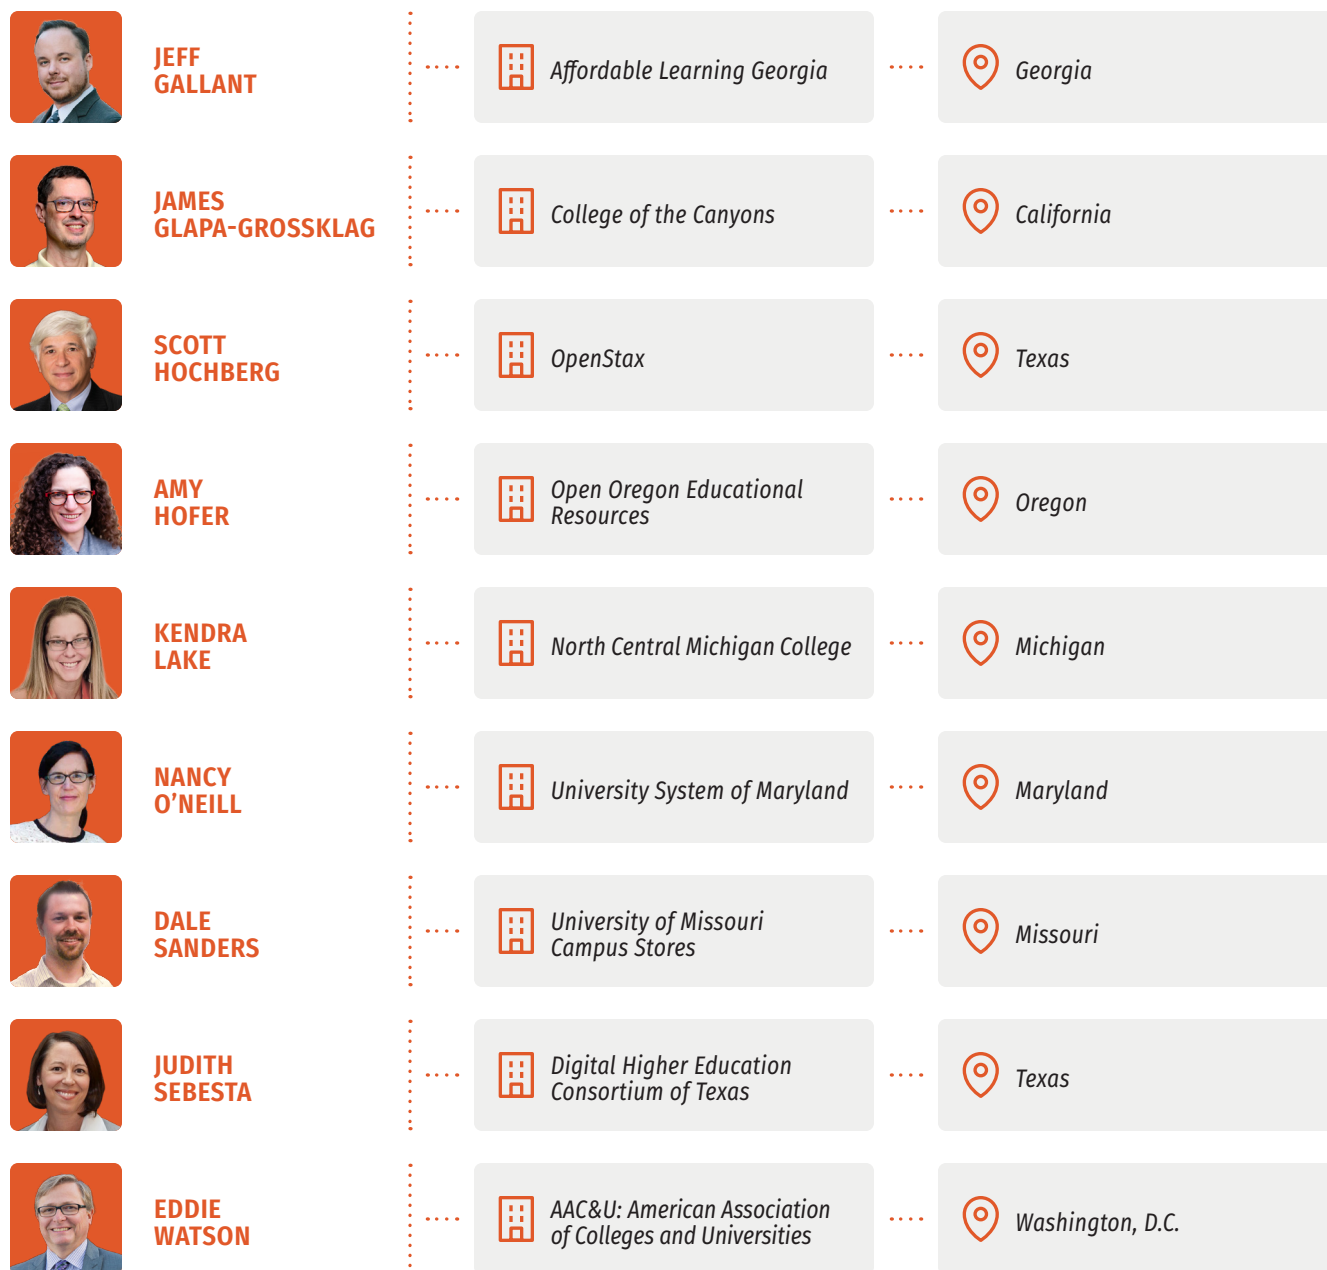 JEFF
GALLANT
Affordable Learning Georgia
Georgia
JAMES
GLAPA-GROSSKLAG
College of the Canyons
California
SCOTT
HOCHBERG
OpenStax
Texas
AMY
HOFER
Open Oregon Educational
Resources
Oregon
KENDRA
LAKE
North Central Michigan College
Michigan
NANCY
O’NEILL
University System of Maryland
Maryland
DALE
SANDERS
University of Missouri
Campus Stores
Missouri
JUDITH
SEBESTA
Digital Higher Education
Consortium of Texas
Texas
EDDIE
WATSON
AAC&U: American Association
of Colleges and Universities
Washington, D.C.